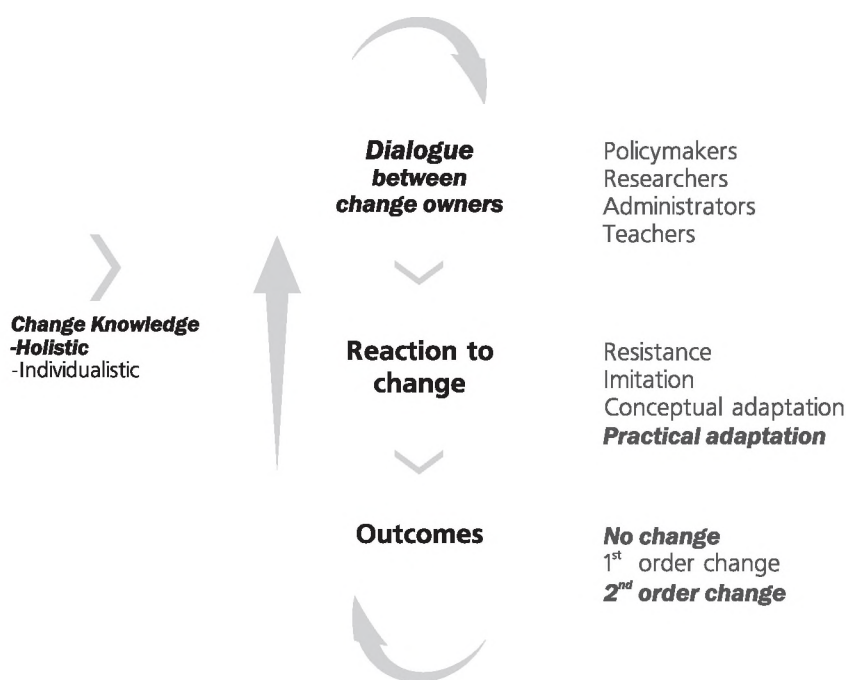 Dialogue
between
change owners
Policymakers
Researchers
Administrators
Teachers
Change Knowledge
-Holistic
-Individualistic
Reaction to
change
Resistance
Imitation
Conceptual adaptation
Practical adaptation
Outcomes
No change
1st order change
2nd order change